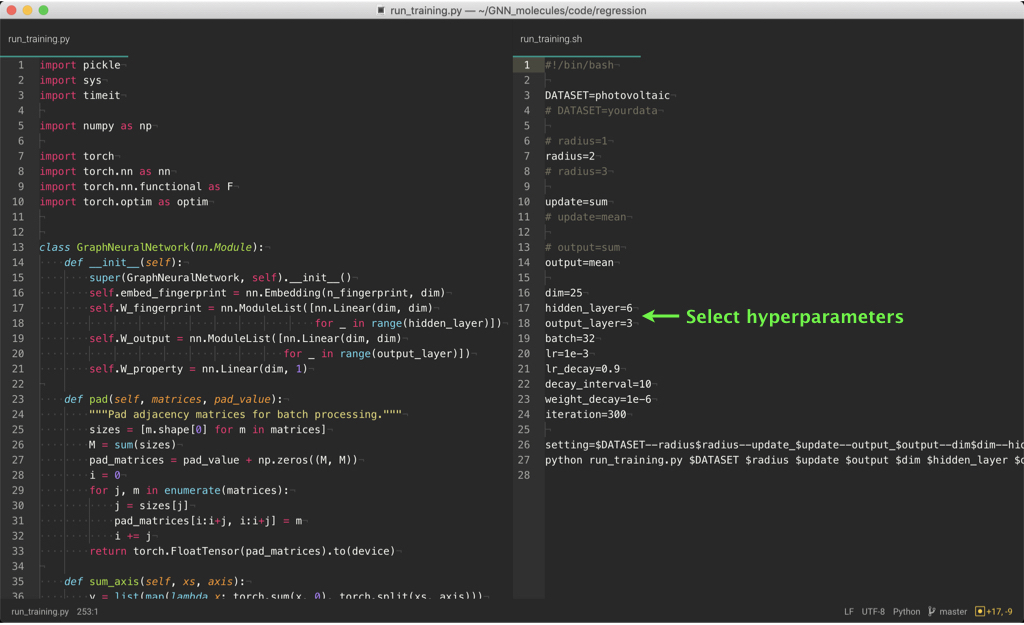 run_training.py — ~/GNN_molecules/code/regression
run_training.py
1 import pickle
2 import sys
3 import timeit
4
5 import numpy as np
6
7 import torch
8 import torch.nn as nn
9 import torch.nn.functional as F
10 import torch.optim as optim
11
12
13 class GraphNeuralNetwork(nn.Module):
14 def __init__(self):
15 super(GraphNeuralNetwork, self).__init__()
16 self.embed_fingerprint = nn.Embedding(n_fingerprint, dim)
17 self.W_fingerprint = nn.ModuleList([nn.Linear(dim, dim)
18 for _ in range(hidden_layer)])
19 self.W_output = nn.ModuleList([nn.Linear(dim, dim)
20 for _ in range(output_layer)])
21 self.W_property = nn.Linear(dim, 1)
22
23 def pad(self, matrices, pad_value):
24 """Pad adjacency matrices for batch processing."""
25 sizes = [m.shape[0] for m in matrices]
26 M = sum(sizes)
27 pad_matrices = pad_value + np.zeros((M, M))
28 i = 0
29 for j, m in enumerate(matrices):
30 j = sizes[j]
31 pad_matrices[i:i+j, i:i+j] = m
32 i += j
33 return torch.FloatTensor(pad_matrices).to(device)
34
35 def sum_axis(self, xs, axis):
36 y = list(map(lambda x: torch.sum(x, 0), torch.split(xs, axis)))
run_training.sh
1 #!/bin/bash
2
3 DATASET=photovoltaic
4 # DATASET=yourdata
5
6 # radius=1
7 radius=2
8 # radius=3
9
10 update=sum
11 # update=mean
12
13 # output=sum
14 output=mean
15
16 dim=25
17 hidden_layer=6
18 output_layer=3
19 batch=32
20 lr=1e-3
21 lr_decay=0.9
22 decay_interval=10
23 weight_decay=1e-6
24 iteration=300
25
26 setting=$DATASET--radius$radius--update_$update--output_$output--dim$dim--hid
27 python run_training.py $DATASET $radius $update $output $dim $hidden_layer
28
Select hyperparameters
run_training.py 253:1
LF UTF-8 Python master +17, -9